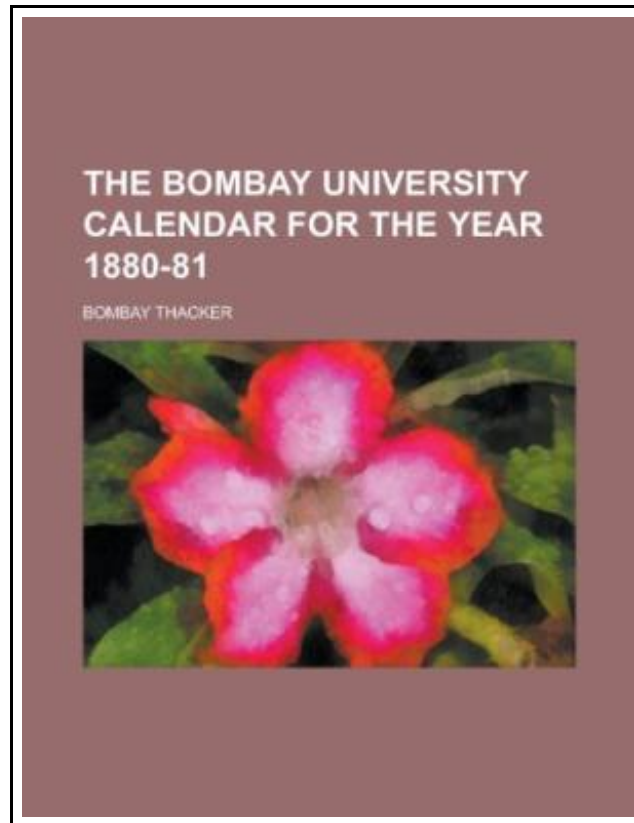 THE BOMBAY UNIVERSITY
CALENDAR FOR THE YEAR
1880-81
BOMBAY THACKER